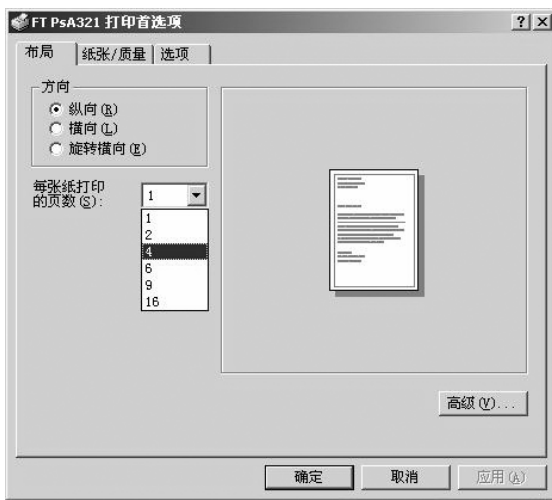 FT PsA321 打印首选项
布局 纸张/质量 选项
方向
纵向(R)
横向(L)
旋转横向(E)
每张纸打印
的页数(S):
1
1
2
4
6
9
16
高级(V)...
确定 取消 应用(A)